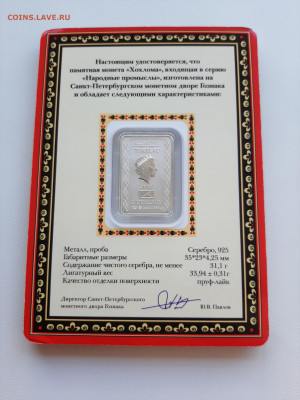 COINS.LAVE.RU
Настоящим удостоверяется, что
памятная монета «Хохлома», входящая в серию
«Народные промыслы», изготовлена на
Санкт-Петербургском монетном дворе Гознака
и обладает следующими характеристиками:
TOKELAU
Металл, проба Серебро, 925
Габаритные размеры 35*23*4,25 мм
Содержание чистого серебра, не менее 31,1 г
Лигатурный вес 33,94 ± 0,31г
Качество отделки поверхности пруф-лайк
Директор Санкт-Петербургского
монетного двора Гознака Ю.В. Павлов